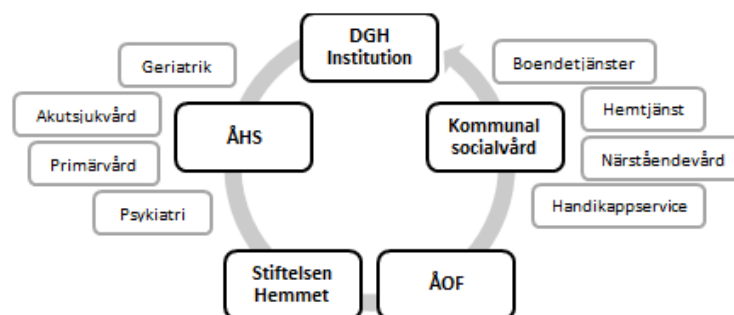 DGH
Institution
Geriatrik
Akutsjukvård
ÅHS
Primärvård
Psykiatri
Boendetjänster
Hemtjänst
Kommunal
socialvård
Närståendevård
Handikappservice
Stiftelsen
Hemmet
ÅOF